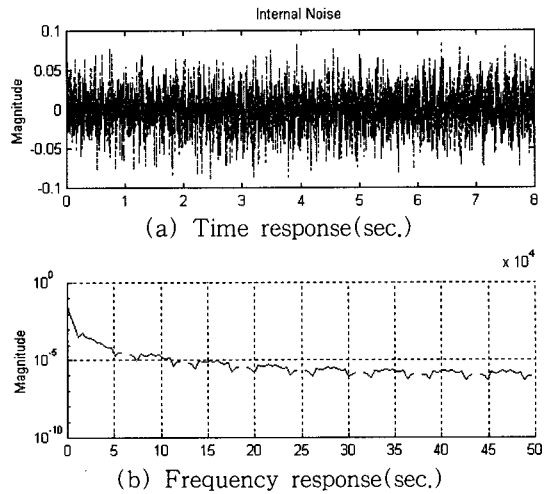 Internal Noise
0.1
0.05
0
-0.05
-0.1
Magnitude
0 1 2 3 4 5 6 7 8
(a) Time response(sec.)
x 10^4
10^0
10^-5
10^-10
Magnitude
0 5 10 15 20 25 30 35 40 45 50
(b) Frequency response(sec.)